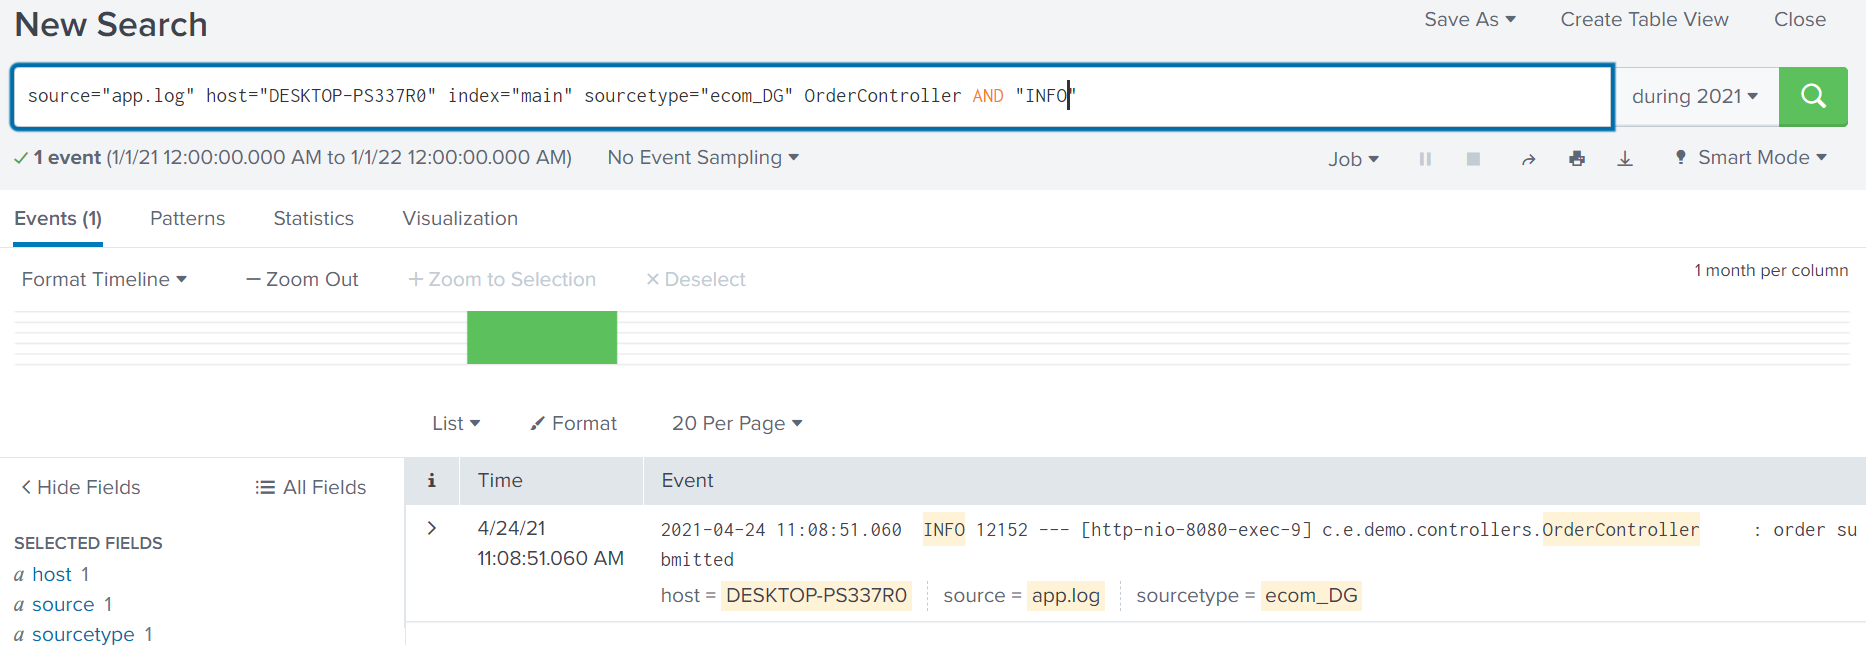 New Search
Save As Create Table View Close
source="app.log" host="DESKTOP-PS337R0" index="main" sourcetype="ecom_DG" OrderController AND "INFO"
during 2021
1 event (1/1/21 12:00:00.000 AM to 1/1/22 12:00:00.000 AM) No Event Sampling
Job Smart Mode
Events (1) Patterns Statistics Visualization
Format Timeline — Zoom Out + Zoom to Selection × Deselect
1 month per column
List Format 20 Per Page
< Hide Fields All Fields
i Time Event
SELECTED FIELDS
a host 1
a source 1
a sourcetype 1
> 4/24/21
11:08:51.060 AM
2021-04-24 11:08:51.060 INFO 12152 --- [http-nio-8080-exec-9] c.e.demo.controllers.OrderController : order su
bmitted
host = DESKTOP-PS337R0 source = app.log sourcetype = ecom_DG